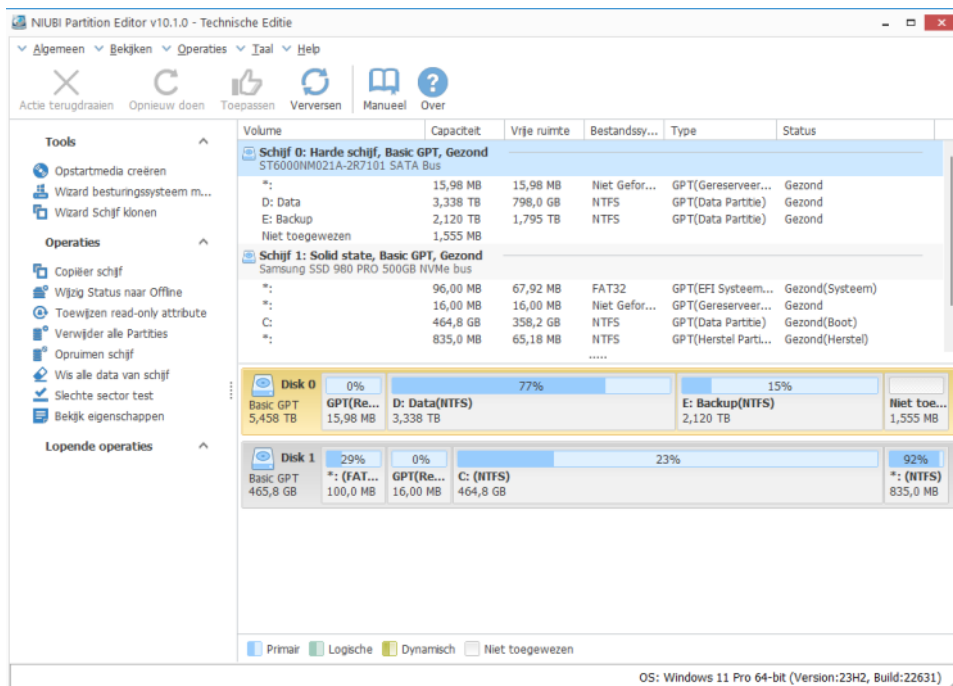 NIUBI Partition Editor v10.1.0 - Technische Editie
Algemeen Bekijken Operaties Taal Help
Actie terugdraaien Opnieuw doen Toepassen Verversen Manueel Over
Tools
Opstartmedia creëren
Wizard besturingssysteem m...
Wizard Schijf klonen
Operaties
Copiëer schijf
Wijzig Status naar Offline
Toewijzen read-only attribute
Verwijder alle Partities
Opruimen schijf
Wis alle data van schijf
Slechte sector test
Bekijk eigenschappen
Lopende operaties
Volume Capaciteit Vrije ruimte Bestandssy... Type Status
Schijf 0: Harde schijf, Basic GPT, Gezond
ST6000NM021A-2R7101 SATA Bus
*: 15,98 MB 15,98 MB Niet Gefor... GPT(Gereserveer... Gezond
D: Data 3,338 TB 798,0 GB NTFS GPT(Data Partitie) Gezond
E: Backup 2,120 TB 1,795 TB NTFS GPT(Data Partitie) Gezond
Niet toegewezen 1,555 MB
Schijf 1: Solid state, Basic GPT, Gezond
Samsung SSD 980 PRO 500GB NVMe bus
*: 96,00 MB 67,92 MB FAT32 GPT(EFI Systeem... Gezond(Systeem)
*: 16,00 MB 16,00 MB Niet Gefor... GPT(Gereserveer... Gezond
C: 464,8 GB 358,2 GB NTFS GPT(Data Partitie) Gezond(Boot)
*: 835,0 MB 65,18 MB NTFS GPT(Herstel Parti... Gezond(Herstel)
.....
Disk 0 0% 77% 15%
Basic GPT GPT(Re... D: Data(NTFS) E: Backup(NTFS) Niet toe...
5,458 TB 15,98 MB 3,338 TB 2,120 TB 1,555 MB
Disk 1 29% 0% 23% 92%
Basic GPT *: (FAT... GPT(Re... C: (NTFS) *: (NTFS)
465,8 GB 100,0 MB 16,00 MB 464,8 GB 835,0 MB
Primair Logische Dynamisch Niet toegewezen
OS: Windows 11 Pro 64-bit (Version:23H2, Build:22631)